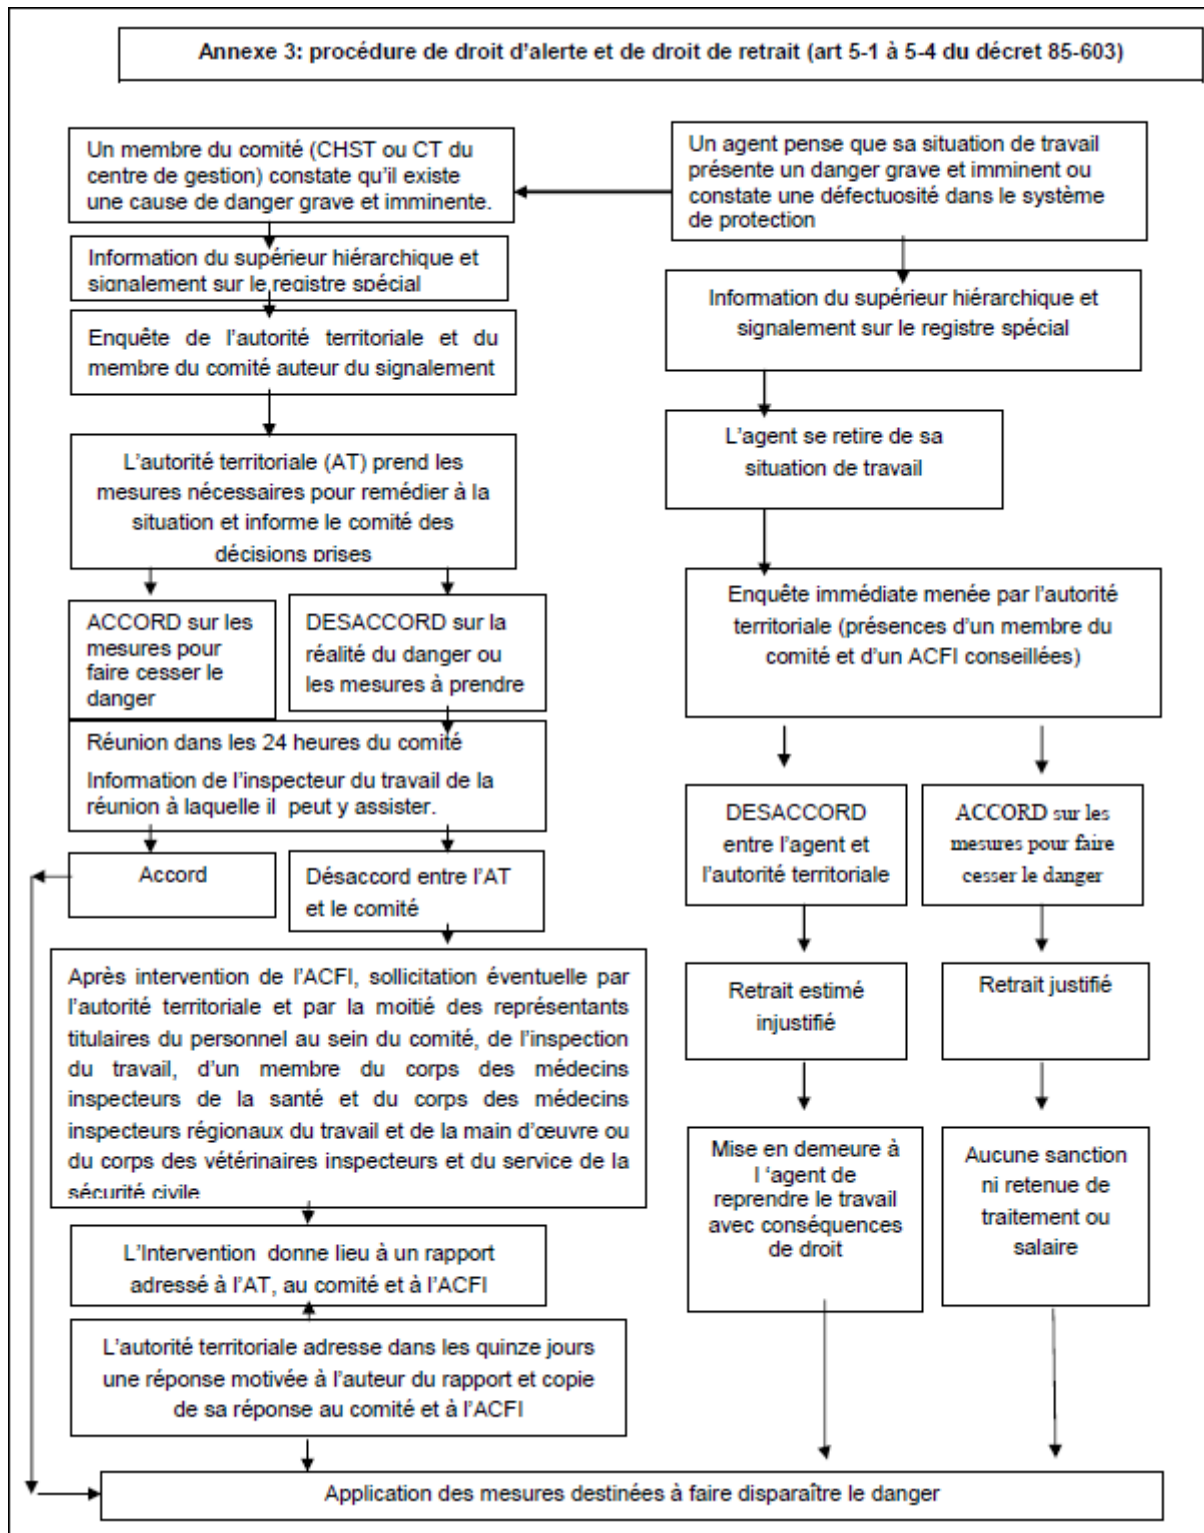 Annexe 3: procédure de droit d'alerte et de droit de retrait (art 5-1 à 5-4 du décret 85-603)
Un membre du comité (CHST ou CT du
centre de gestion) constate qu'il existe
une cause de danger grave et imminente.
Un agent pense que sa situation de travail
présente un danger grave et imminent ou
constate une défectuosité dans le système
de protection
Information du supérieur hiérarchique et
signalement sur le registre spécial
Information du supérieur hiérarchique et
signalement sur le registre spécial
Enquête de l'autorité territoriale et du
membre du comité auteur du signalement
L'agent se retire de sa
situation de travail
L'autorité territoriale (AT) prend les
mesures nécessaires pour remédier à la
situation et informe le comité des
décisions prises
Enquête immédiate menée par l'autorité
territoriale (présences d'un membre du
comité et d'un ACFI conseillées)
ACCORD sur les
mesures pour
faire cesser le
danger
DESACCORD sur la
réalité du danger ou
les mesures à prendre
Réunion dans les 24 heures du comité
Information de l'inspecteur du travail de la
réunion à laquelle il peut y assister.
DESACCORD
entre l'agent et
l'autorité territoriale
ACCORD sur les
mesures pour faire
cesser le danger
Accord
Désaccord entre l'AT
et le comité
Après intervention de l'ACFI, sollicitation éventuelle par
l'autorité territoriale et par la moitié des représentants
titulaires du personnel au sein du comité, de l'inspection
du travail, d'un membre du corps des médecins
inspecteurs de la santé et du corps des médecins
inspecteurs régionaux du travail et de la main d'œuvre ou
du corps des vétérinaires inspecteurs et du service de la
sécurité civile
Retrait estimé
injustifié
Retrait justifié
Mise en demeure à
l 'agent de
reprendre le travail
avec conséquences
de droit
Aucune sanction
ni retenue de
traitement ou
salaire
L'Intervention donne lieu à un rapport
adressé à l'AT, au comité et à l'ACFI
L'autorité territoriale adresse dans les quinze jours
une réponse motivée à l'auteur du rapport et copie
de sa réponse au comité et à l'ACFI
Application des mesures destinées à faire disparaître le danger